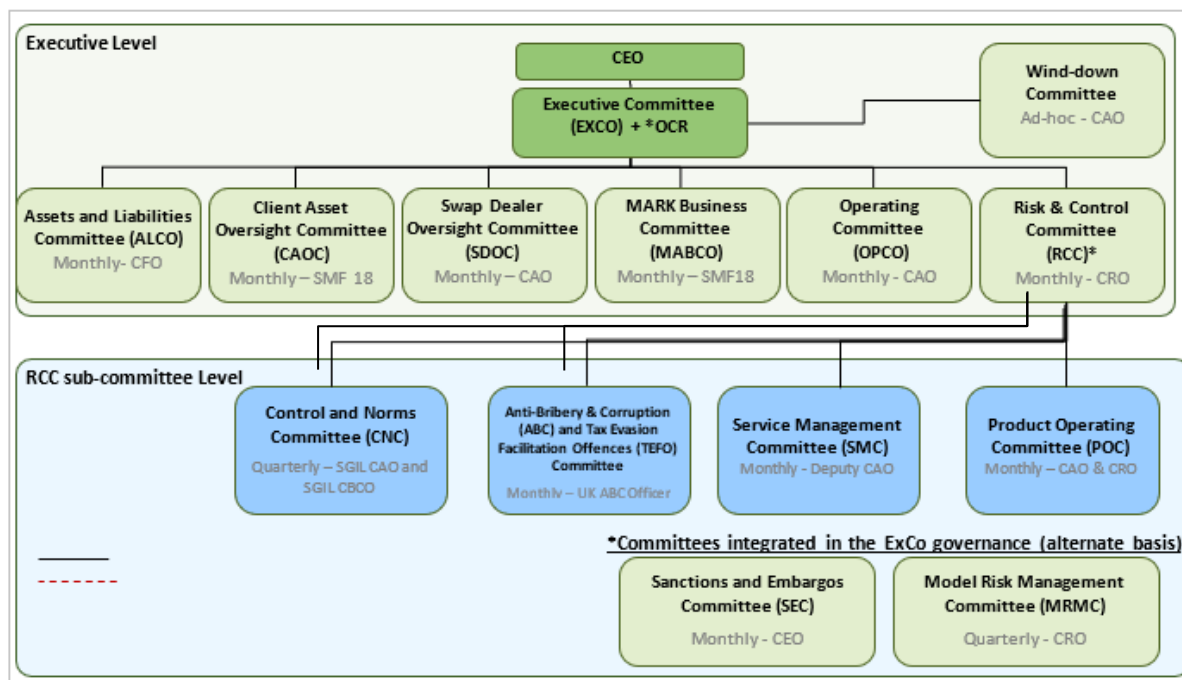 Executive Level
CEO
Executive Committee
(EXCO) + *OCR
Wind-down
Committee
Ad-hoc - CAO
Assets and Liabilities
Committee (ALCO)
Monthly- CFO
Client Asset
Oversight Committee
(CAOC)
Monthly – SMF 18
Swap Dealer
Oversight Committee
(SDOC)
Monthly – CAO
MARK Business
Committee
(MABCO)
Monthly – SMF18
Operating
Committee
(OPCO)
Monthly - CAO
Risk & Control
Committee
(RCC)*
Monthly - CRO
RCC sub-committee Level
Control and Norms
Committee (CNC)
Quarterly – SGIL CAO and
SGIL CBCO
Anti-Bribery & Corruption
(ABC) and Tax Evasion
Facilitation Offences (TEFO)
Committee
Monthly – UK ABC Officer
Service Management
Committee (SMC)
Monthly - Deputy CAO
Product Operating
Committee (POC)
Monthly – CAO & CRO
*Committees integrated in the ExCo governance (alternate basis)
Sanctions and Embargos
Committee (SEC)
Monthly - CEO
Model Risk Management
Committee (MRMC)
Quarterly - CRO